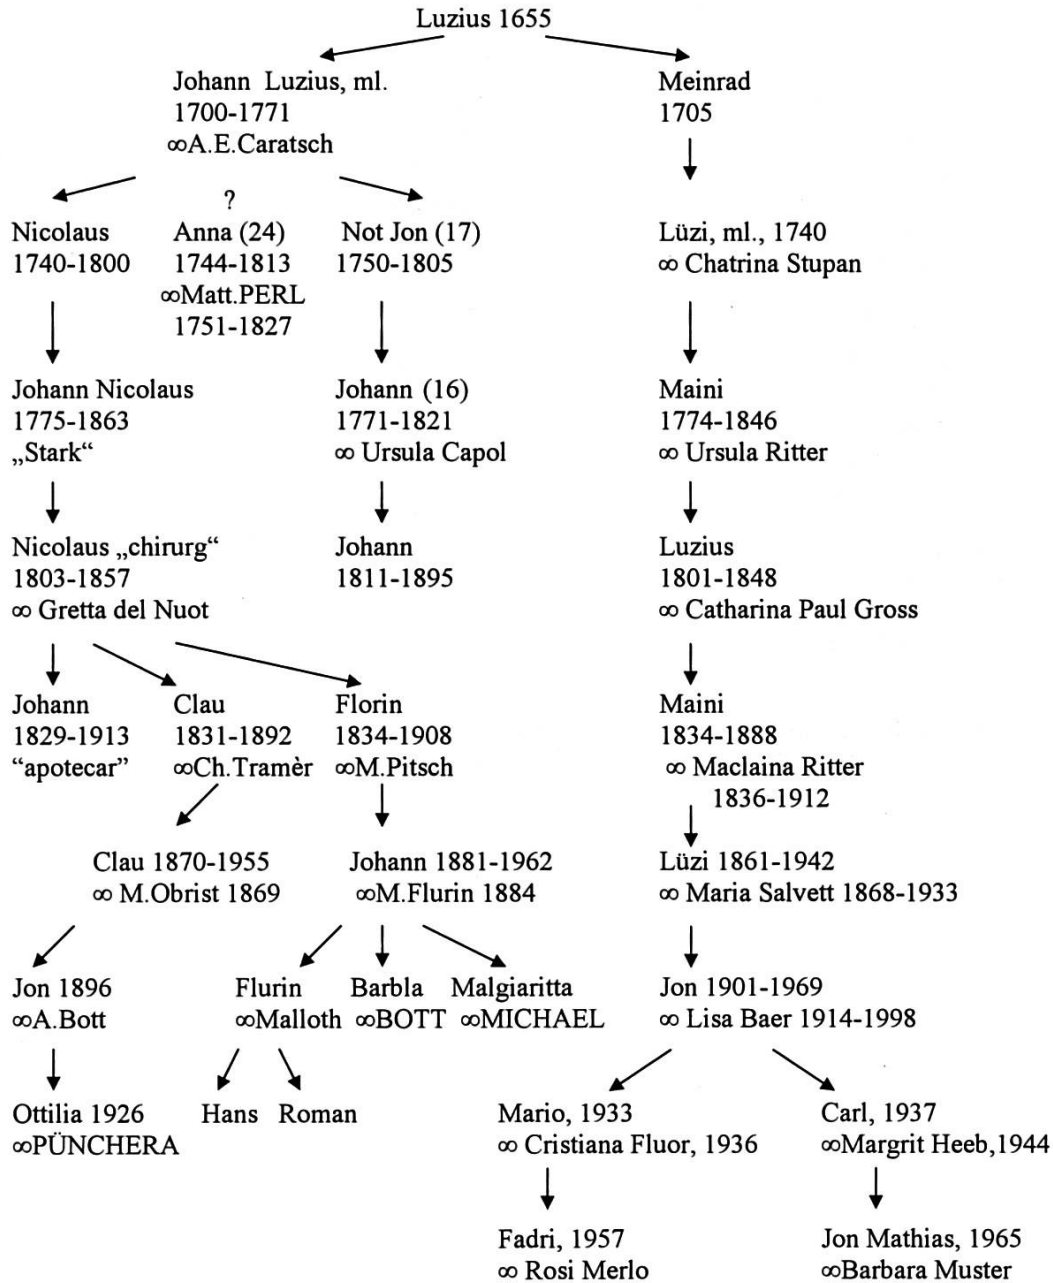 Luzius 1655
Johann Luzius, ml.
1700-1771
∞A.E.Caratsch
Meinrad
1705
?
Nicolaus
1740-1800
Anna (24)
1744-1813
∞Matt.PERL
1751-1827
Not Jon (17)
1750-1805
Lüzi, ml., 1740
∞ Chatrina Stupan
Johann Nicolaus
1775-1863
„Stark“
Johann (16)
1771-1821
∞ Ursula Capol
Maini
1774-1846
∞ Ursula Ritter
Nicolaus „chirurg“
1803-1857
∞ Gretta del Nuot
Johann
1811-1895
Luzius
1801-1848
∞ Catharina Paul Gross
Johann
1829-1913
“apotecar”
Clau
1831-1892
∞Ch.Tramèr
Florin
1834-1908
∞M.Pitsch
Maini
1834-1888
∞ Maclaina Ritter
1836-1912
Clau 1870-1955
∞ M.Obrist 1869
Johann 1881-1962
∞M.Flurin 1884
Lüzi 1861-1942
∞ Maria Salvett 1868-1933
Jon 1896
∞A.Bott
Flurin
∞Malloth
Barbla
∞BOTT
Malgiaritta
∞MICHAEL
Jon 1901-1969
∞ Lisa Baer 1914-1998
Ottilia 1926
∞PÜNCHERA
Hans
Roman
Mario, 1933
∞ Cristiana Fluor, 1936
Carl, 1937
∞Margrit Heeb,1944
Fadri, 1957
∞ Rosi Merlo
Jon Mathias, 1965
∞Barbara Muster